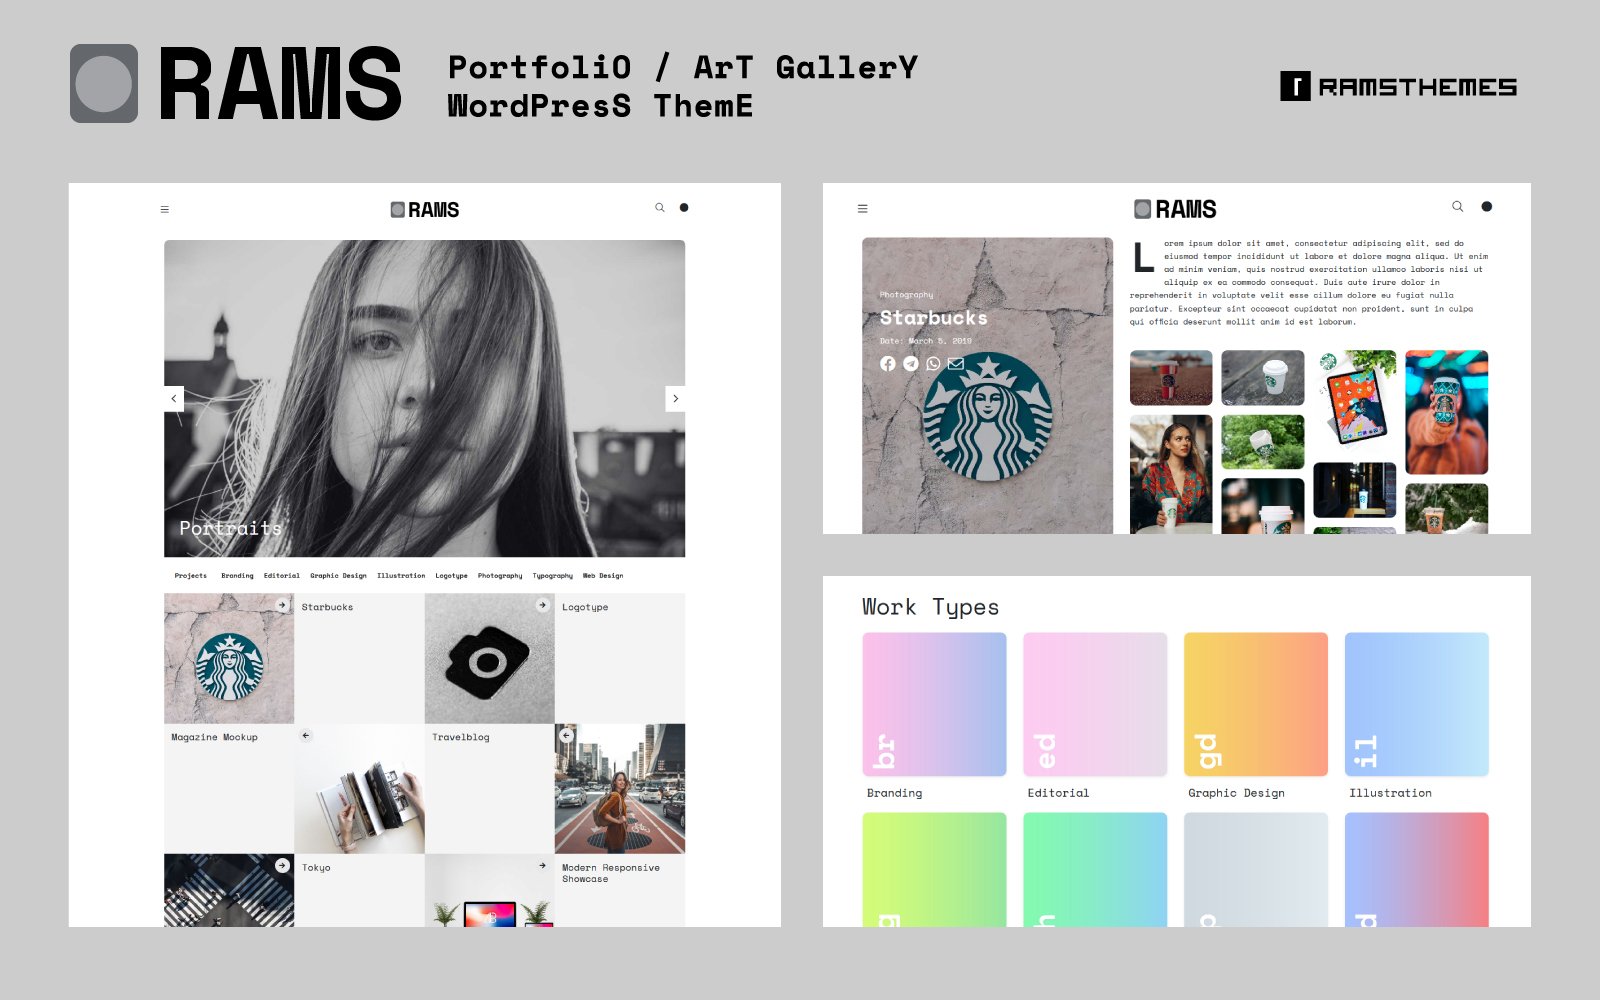 RAMS
PortfoliO / ArT GallerY
WordPresS ThemE
r RAMSTHEMES
RAMS
Portraits
Projects Branding Editorial Graphic Design Illustration Logotype Photography Typography Web Design
Starbucks
Logotype
Magazine Mockup
Travelblog
Tokyo
Modern Responsive
Showcase
RAMS
Photography
Starbucks
Date: March 5, 2019
Lorem ipsum dolor sit amet, consectetur adipiscing elit, sed do
eiusmod tempor incididunt ut labore et dolore magna aliqua. Ut enim
ad minim veniam, quis nostrud exercitation ullamco laboris nisi ut
aliquip ex ea commodo consequat. Duis aute irure dolor in
reprehenderit in voluptate velit esse cillum dolore eu fugiat nulla
pariatur. Excepteur sint occaecat cupidatat non proident, sunt in culpa
qui officia deserunt mollit anim id est laborum.
Work Types
br
ed
gd
il
Branding
Editorial
Graphic Design
Illustration